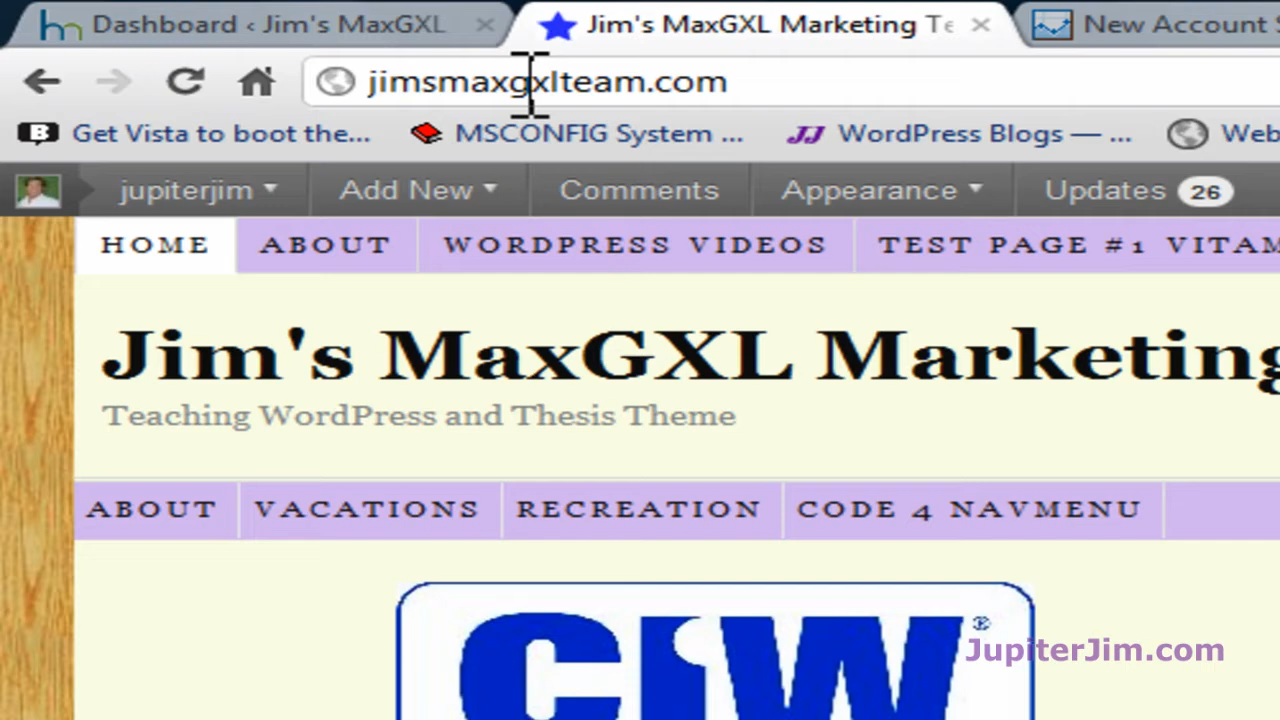 Dashboard ‹ Jim's MaxGXL
Jim's MaxGXL Marketing Te
New Account S
jimsmaxgxlteam.com
B Get Vista to boot the... MSCONFIG System ... JJ WordPress Blogs — ... Web
jupiterjim Add New Comments Appearance Updates 26
HOME ABOUT WORDPRESS VIDEOS TEST PAGE #1 VITAM
Jim's MaxGXL Marketing
Teaching WordPress and Thesis Theme
ABOUT VACATIONS RECREATION CODE 4 NAVMENU
CIW®
JupiterJim.com